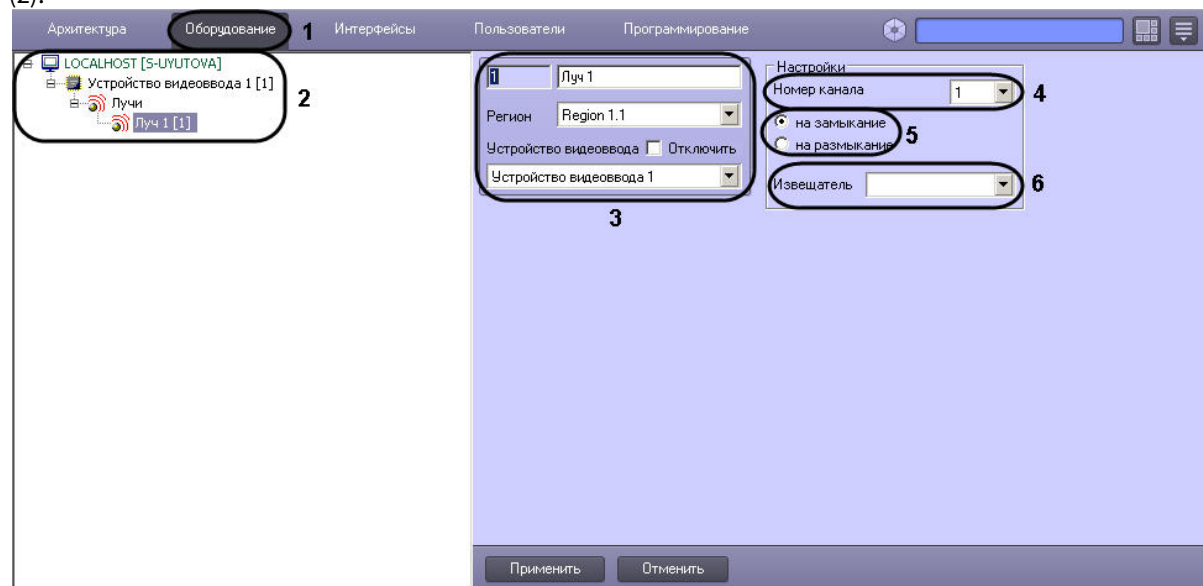 (2).
Архитектура Оборудование 1 Интерфейсы Пользователи Программирование
LOCALHOST [S-UYUTOVA]
Устройство видеоввода 1 [1]
Лучи
Луч 1 [1]
2
1 Луч 1
Регион Region 1.1
Устройство видеоввода Отключить
Устройство видеоввода 1
3
Настройки
Номер канала 1 4
на замыкание
на размыкание
5
Извещатель 6
Применить Отменить